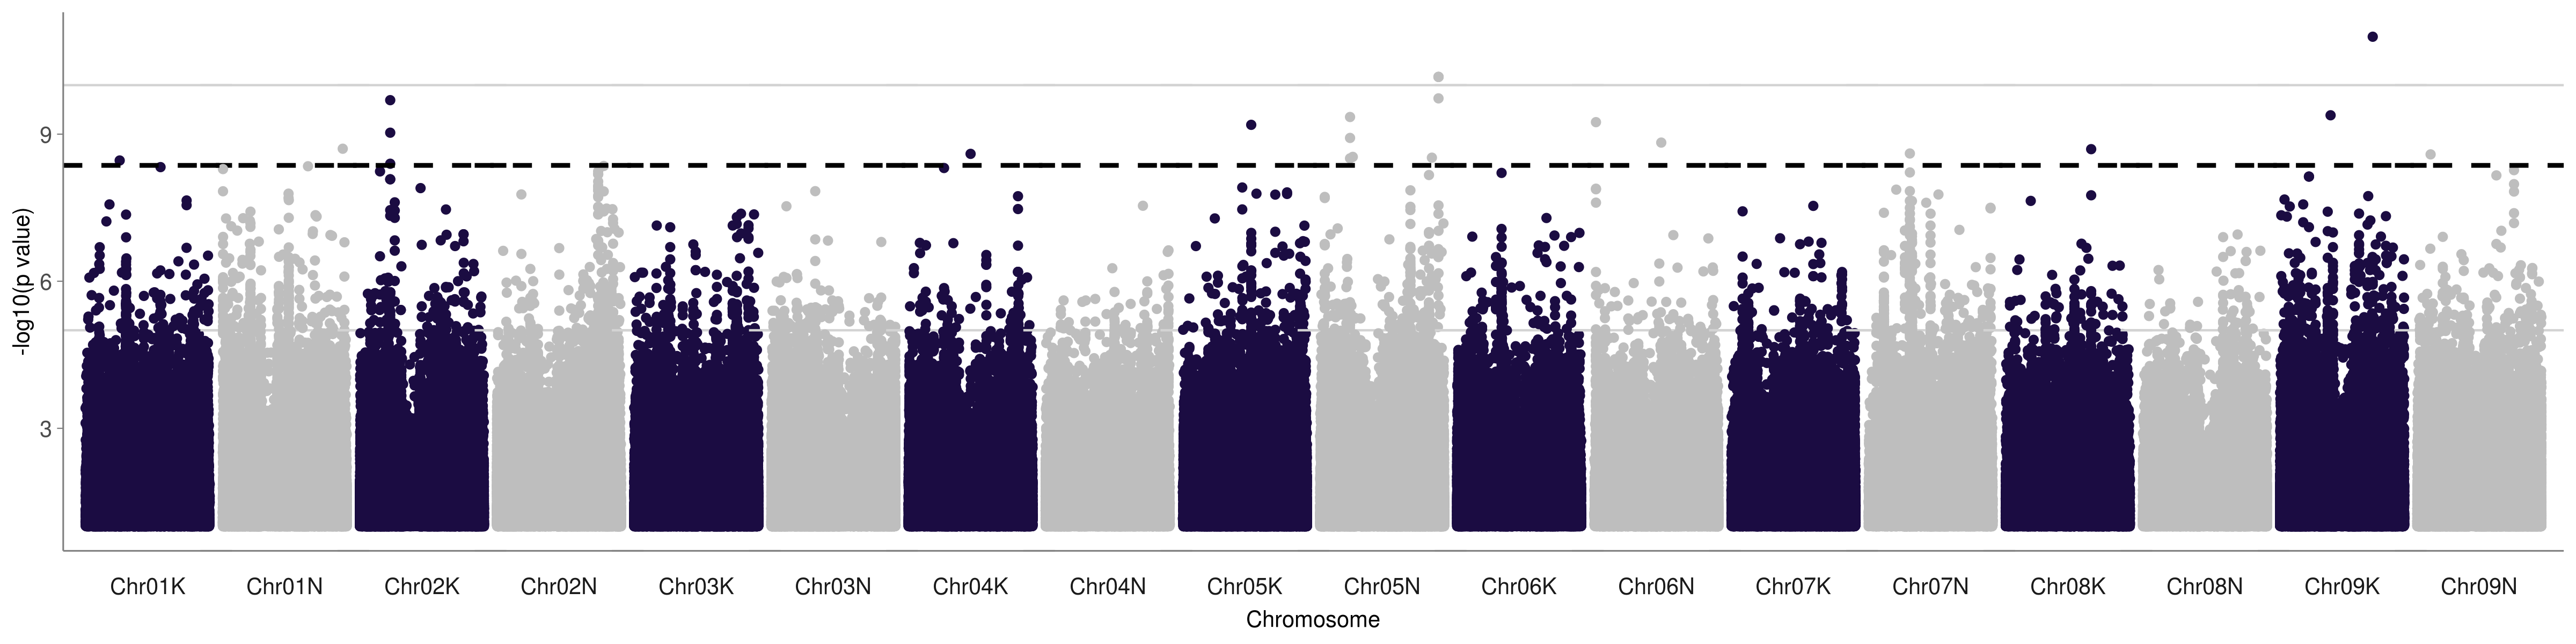 -log10(p value)
9
6
3
Chr01K Chr01N Chr02K Chr02N Chr03K Chr03N Chr04K Chr04N Chr05K Chr05N Chr06K Chr06N Chr07K Chr07N Chr08K Chr08N Chr09K Chr09N
Chromosome